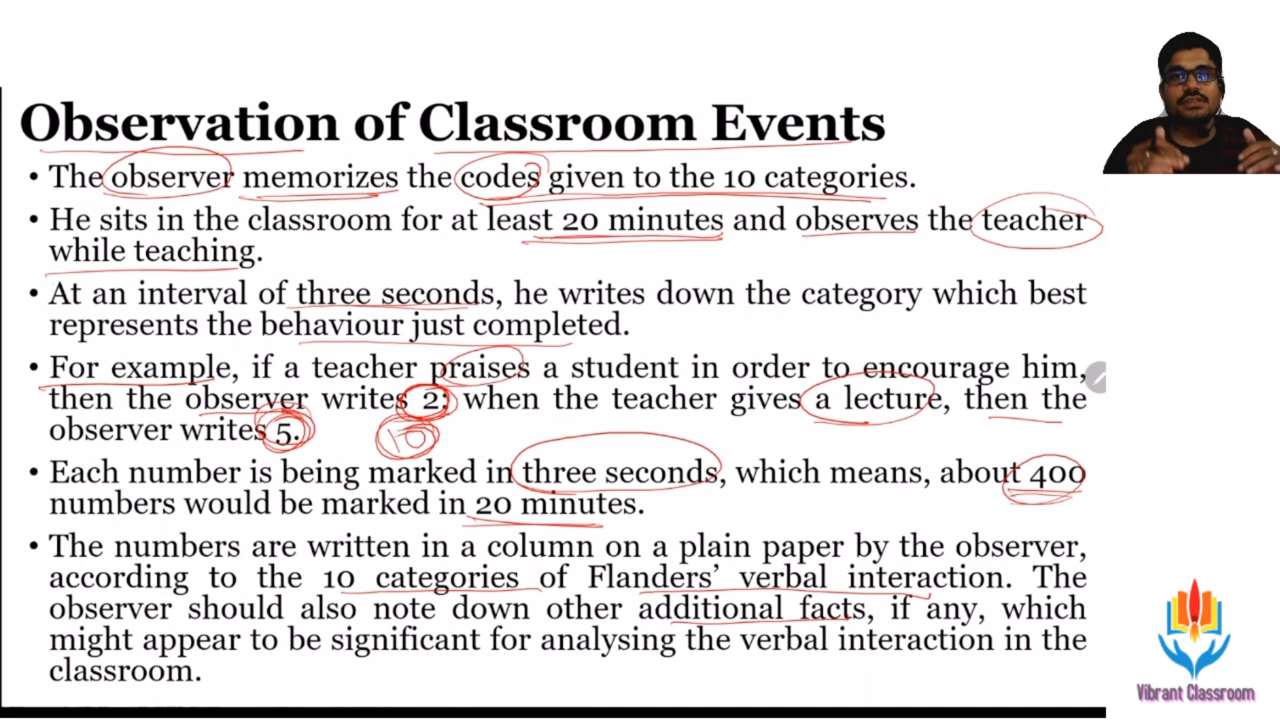 Observation of Classroom Events
• The observer memorizes the codes given to the 10 categories.
• He sits in the classroom for at least 20 minutes and observes the teacher
while teaching.
• At an interval of three seconds, he writes down the category which best
represents the behaviour just completed.
• For example, if a teacher praises a student in order to encourage him,
then the observer writes 2; when the teacher gives a lecture, then the
observer writes 5.
10
• Each number is being marked in three seconds, which means, about 400
numbers would be marked in 20 minutes.
• The numbers are written in a column on a plain paper by the observer,
according to the 10 categories of Flanders’ verbal interaction. The
observer should also note down other additional facts, if any, which
might appear to be significant for analysing the verbal interaction in the
classroom.
Vibrant Classroom